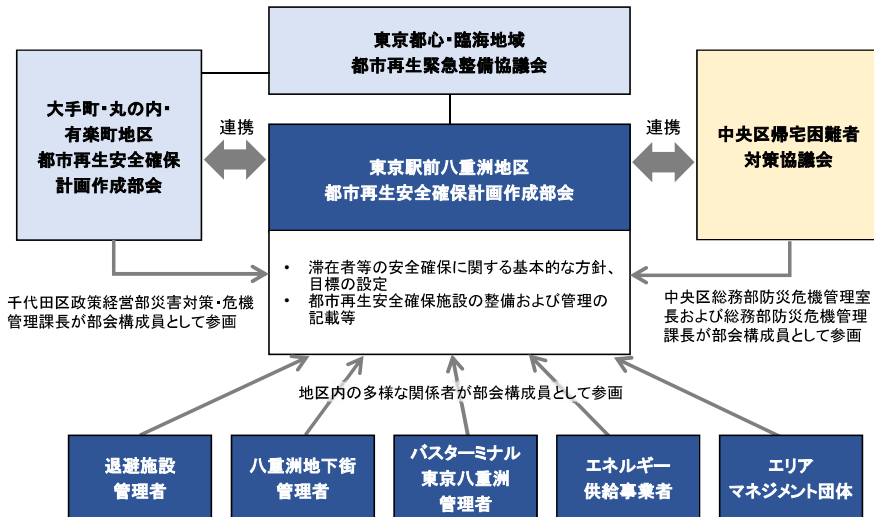 東京都心・臨海地域
都市再生緊急整備協議会
大手町・丸の内・
有楽町地区
都市再生安全確保
計画作成部会
連携
東京駅前八重洲地区
都市再生安全確保計画作成部会
連携
中央区帰宅困難者
対策協議会
• 滞在者等の安全確保に関する基本的な方針、
目標の設定
• 都市再生安全確保施設の整備および管理の
記載等
千代田区政策経営部災害対策・危機
管理課長が部会構成員として参画
中央区総務部防災危機管理室
長および総務部防災危機管理
課長が部会構成員として参画
地区内の多様な関係者が部会構成員として参画
退避施設
管理者
八重洲地下街
管理者
バスターミナル
東京八重洲
管理者
エネルギー
供給事業者
エリア
マネジメント団体